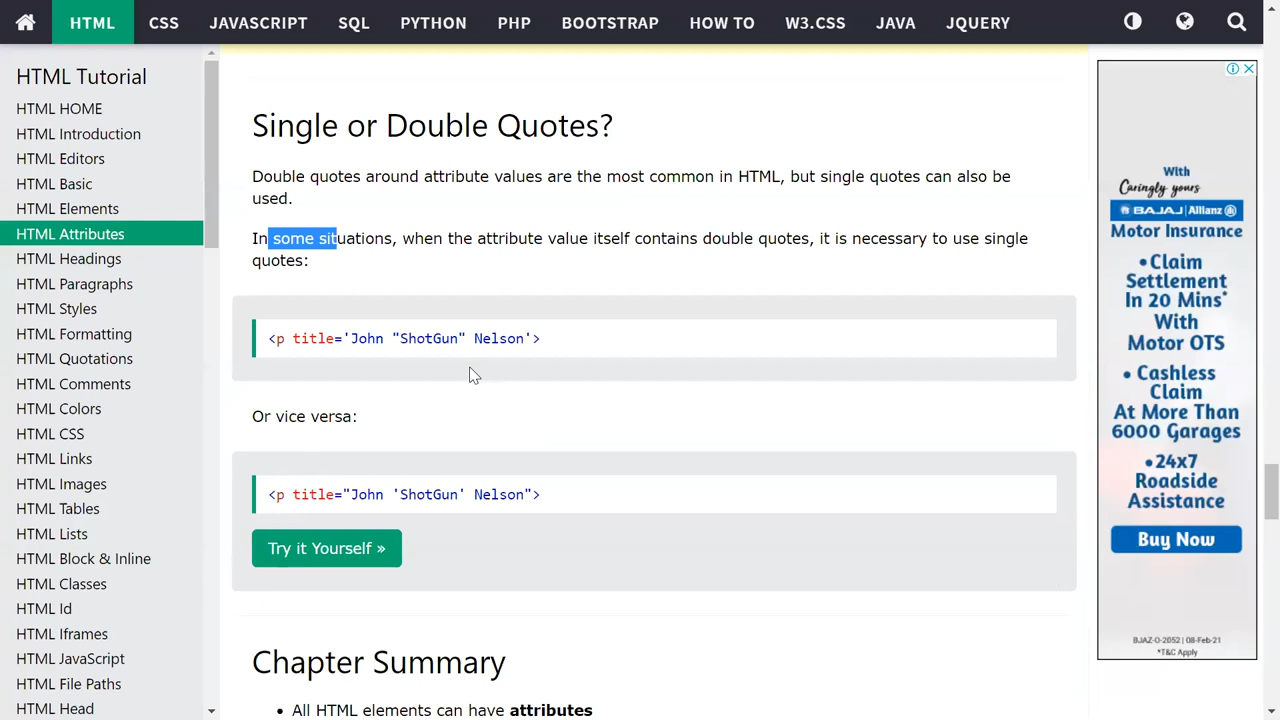 HTML CSS JAVASCRIPT SQL PYTHON PHP BOOTSTRAP HOW TO W3.CSS JAVA JQUERY
HTML Tutorial
HTML HOME
HTML Introduction
HTML Editors
HTML Basic
HTML Elements
HTML Attributes
HTML Headings
HTML Paragraphs
HTML Styles
HTML Formatting
HTML Quotations
HTML Comments
HTML Colors
HTML CSS
HTML Links
HTML Images
HTML Tables
HTML Lists
HTML Block & Inline
HTML Classes
HTML Id
HTML Iframes
HTML JavaScript
HTML File Paths
HTML Head
Single or Double Quotes?
Double quotes around attribute values are the most common in HTML, but single quotes can also be
used.
In some situations, when the attribute value itself contains double quotes, it is necessary to use single
quotes:
<p title='John "ShotGun" Nelson'>
Or vice versa:
<p title="John 'ShotGun' Nelson">
Try it Yourself »
Chapter Summary
• All HTML elements can have attributes
With
Caringly yours
BAJAJ | Allianz
Motor Insurance
• Claim
Settlement
In 20 Mins*
With
Motor OTS
• Cashless
Claim
At More Than
6000 Garages
• 24x7
Roadside
Assistance
Buy Now
BJAZ-O-2052 | 08-Feb-21
*T&C Apply